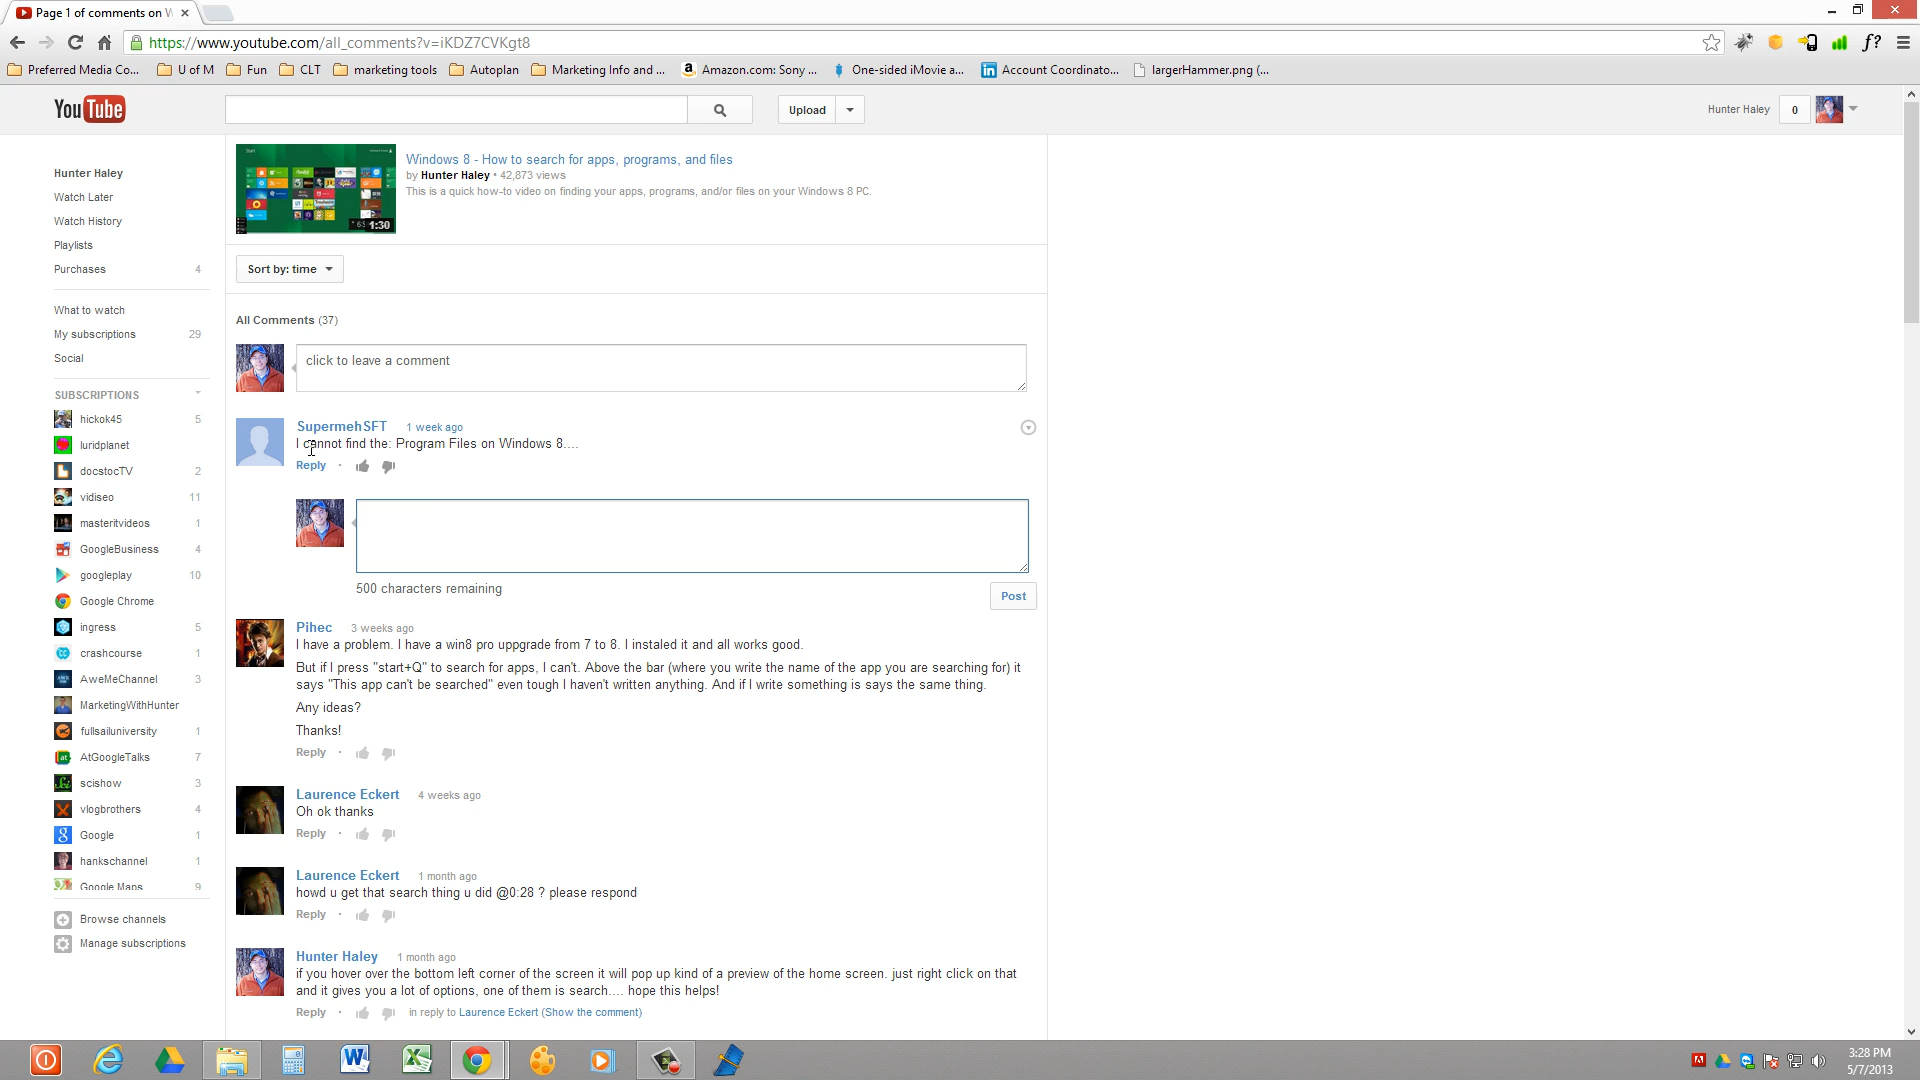 Page 1 of comments on W
https://www.youtube.com/all_comments?v=iKDZ7CVKgt8
Preferred Media Co... U of M Fun CLT marketing tools Autoplan Marketing Info and ... Amazon.com: Sony ... One-sided iMovie a... Account Coordinato... largerHammer.png (...
YouTube Upload Hunter Haley 0
Hunter Haley
Watch Later
Watch History
Playlists
Purchases 4
What to watch
My subscriptions 29
Social
SUBSCRIPTIONS
hickok45 5
luridplanet
docstocTV 2
vidiseo 11
masteritvideos 1
GoogleBusiness 4
googleplay 10
Google Chrome
ingress 5
crashcourse 1
AweMeChannel 3
MarketingWithHunter
fullsailuniversity 1
AtGoogleTalks 7
scishow 3
vlogbrothers 4
Google 1
hankschannel 1
Google Maps 9
Browse channels
Manage subscriptions
1:30
Windows 8 - How to search for apps, programs, and files
by Hunter Haley • 42,873 views
This is a quick how-to video on finding your apps, programs, and/or files on your Windows 8 PC.
Sort by: time
All Comments (37)
click to leave a comment
SupermehSFT 1 week ago
I cannot find the: Program Files on Windows 8....
Reply ·
500 characters remaining
Post
Pihec 3 weeks ago
I have a problem. I have a win8 pro uppgrade from 7 to 8. I instaled it and all works good.
But if I press "start+Q" to search for apps, I can't. Above the bar (where you write the name of the app you are searching for) it
says "This app can't be searched" even tough I haven't written anything. And if I write something is says the same thing.
Any ideas?
Thanks!
Reply ·
Laurence Eckert 4 weeks ago
Oh ok thanks
Reply ·
Laurence Eckert 1 month ago
howd u get that search thing u did @0:28 ? please respond
Reply ·
Hunter Haley 1 month ago
if you hover over the bottom left corner of the screen it will pop up kind of a preview of the home screen. just right click on that
and it gives you a lot of options, one of them is search.... hope this helps!
Reply · in reply to Laurence Eckert (Show the comment)
3:28 PM
5/7/2013